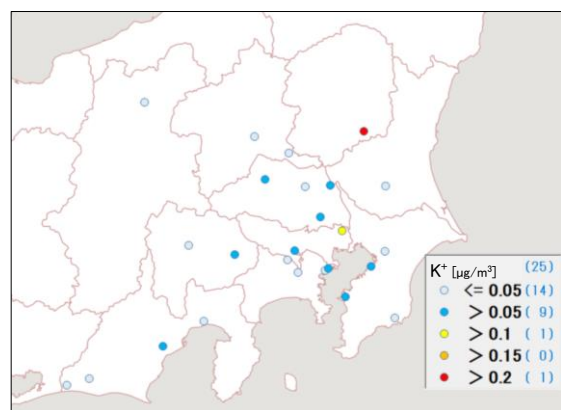 K⁺ [µg/m³] (25)
<= 0.05 (14)
> 0.05 ( 9)
> 0.1 ( 1)
> 0.15 ( 0)
> 0.2 ( 1)